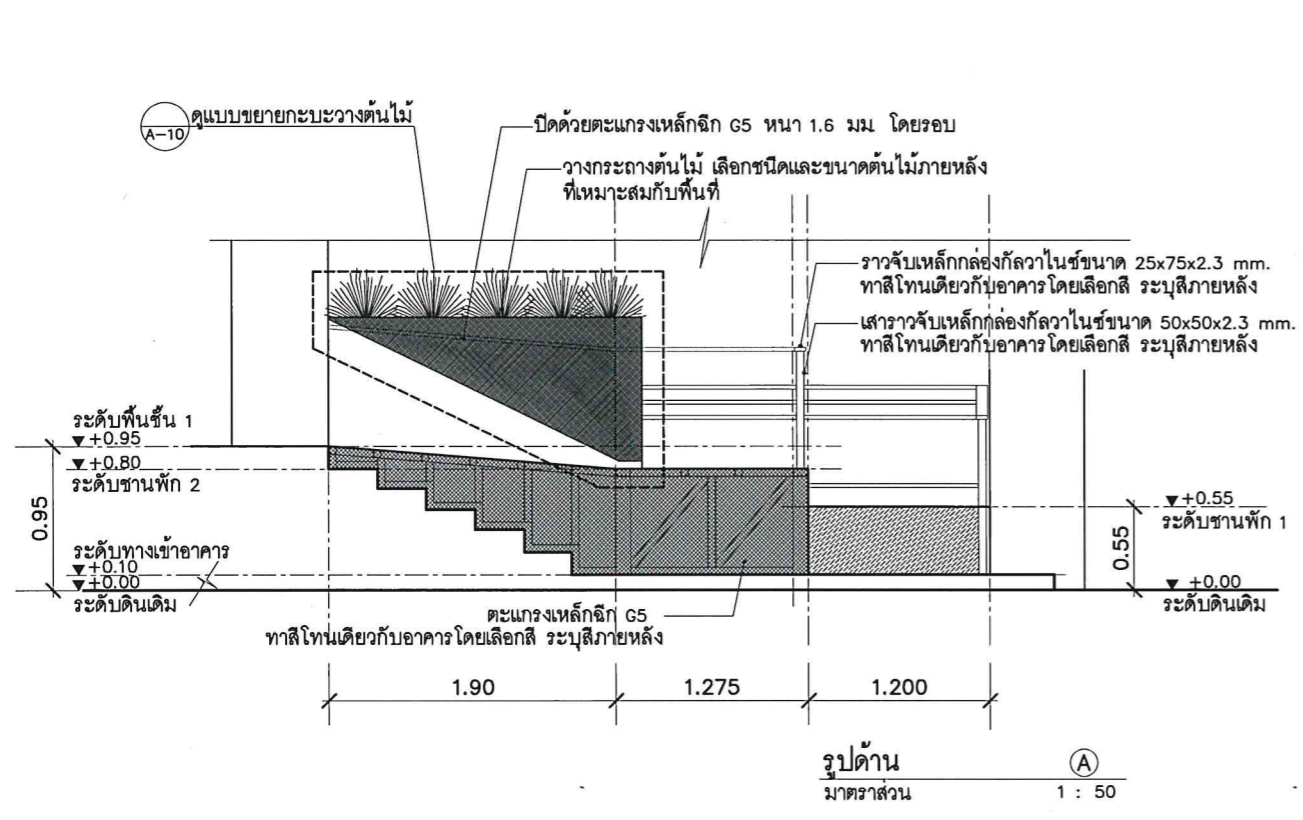 ดูแบบขยายกะบะวางต้นไม้
A-10
ปิดด้วยตะแกรงเหล็กฉีก G5 หนา 1.6 มม. โดยรอบ
วางกระถางต้นไม้ เลือกชนิดและขนาดต้นไม้ภายหลัง
ที่เหมาะสมกับพื้นที่
ราวจับเหล็กกล่องกัลวาไนซ์ขนาด 25x75x2.3 mm.
ทาสีโทนเดียวกับอาคารโดยเลือกสี ระบุสีภายหลัง
เสาราวจับเหล็กกล่องกัลวาไนซ์ขนาด 50x50x2.3 mm.
ทาสีโทนเดียวกับอาคารโดยเลือกสี ระบุสีภายหลัง
ระดับพื้นชั้น 1
+0.95
+0.80
ระดับชานพัก 2
0.95
ระดับทางเข้าอาคาร
+0.10
+0.00
ระดับดินเดิม
+0.55
ระดับชานพัก 1
0.55
+0.00
ระดับดินเดิม
ตะแกรงเหล็กฉีก G5
ทาสีโทนเดียวกับอาคารโดยเลือกสี ระบุสีภายหลัง
1.90
1.275
1.200
รูปด้าน A
มาตราส่วน 1 : 50